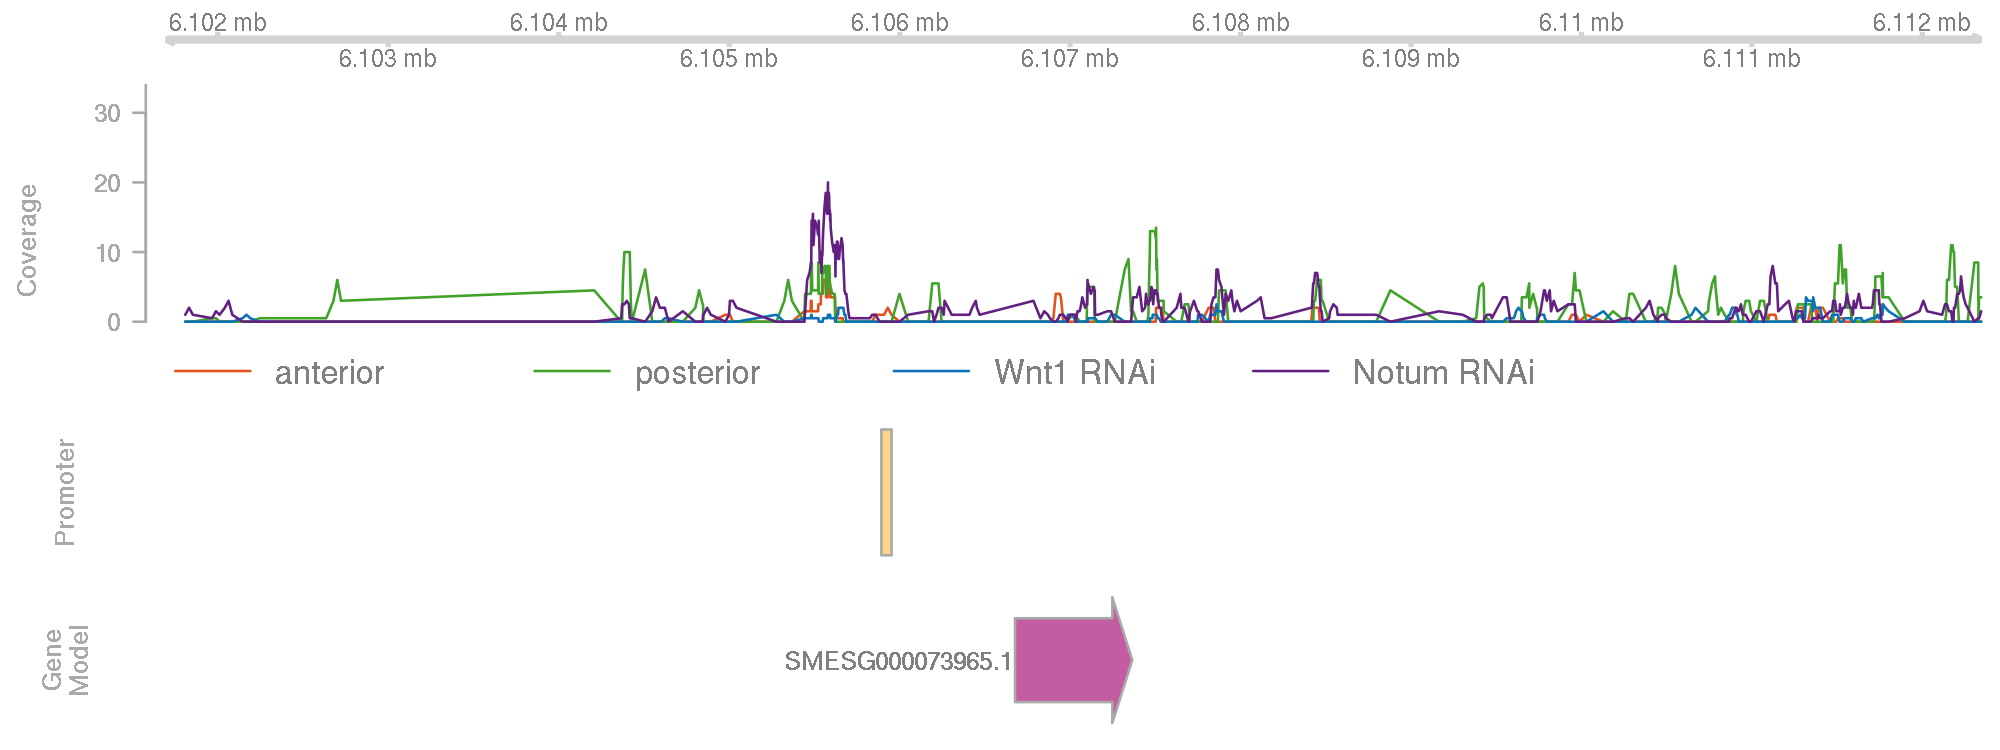 6.102 mb 6.104 mb 6.106 mb 6.108 mb 6.11 mb 6.112 mb
6.103 mb 6.105 mb 6.107 mb 6.109 mb 6.111 mb
Coverage
30
20
10
0
anterior posterior Wnt1 RNAi Notum RNAi
Promoter
Gene
Model
SMESG000073965.1